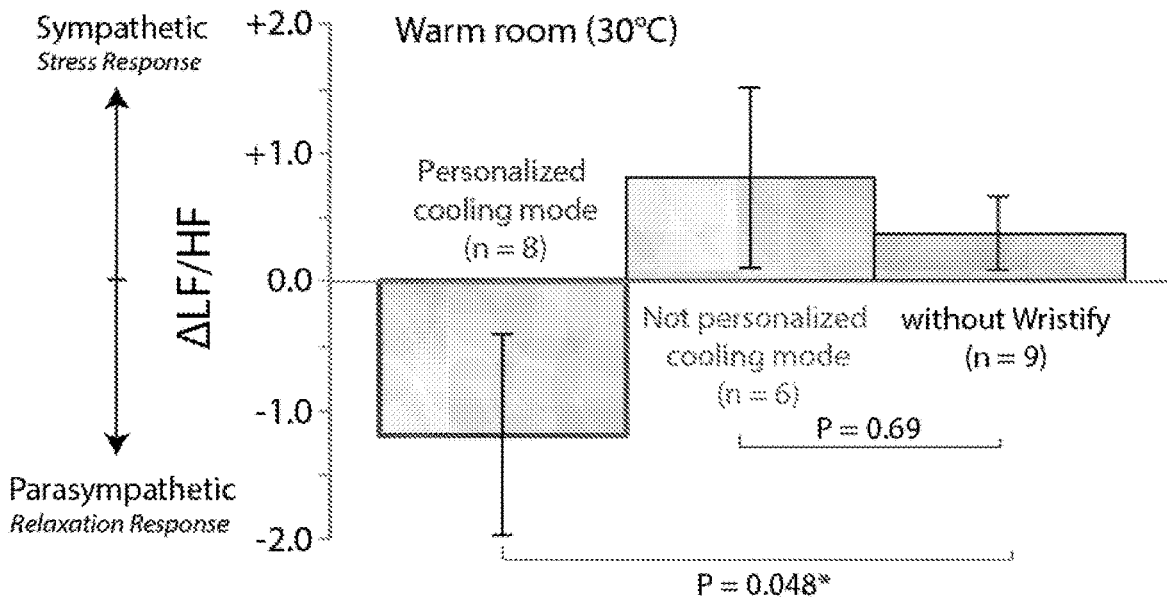 Sympathetic
Stress Response
ΔLF/HF
Parasympathetic
Relaxation Response
+2.0
+1.0
0.0
-1.0
-2.0
Warm room (30°C)
Personalized
cooling mode
(n = 8)
Not personalized
cooling mode
(n = 6)
without Wristify
(n = 9)
P = 0.69
P = 0.048*